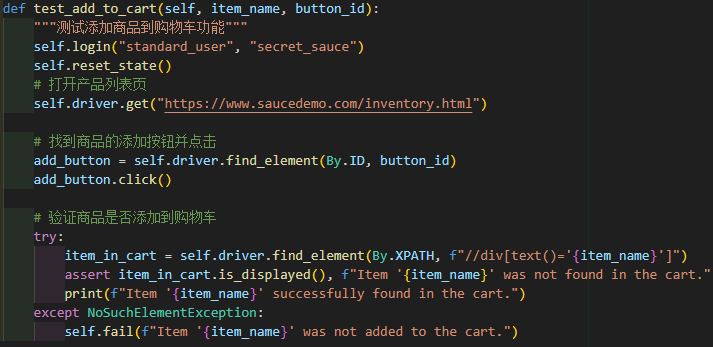 def test_add_to_cart(self, item_name, button_id):
    """测试添加商品到购物车功能"""
    self.login("standard_user", "secret_sauce")
    self.reset_state()
    # 打开产品列表页
    self.driver.get("https://www.saucedemo.com/inventory.html")

    # 找到商品的添加按钮并点击
    add_button = self.driver.find_element(By.ID, button_id)
    add_button.click()

    # 验证商品是否添加到购物车
    try:
        item_in_cart = self.driver.find_element(By.XPATH, f"//div[text()='{item_name}']")
        assert item_in_cart.is_displayed(), f"Item '{item_name}' was not found in the cart."
        print(f"Item '{item_name}' successfully found in the cart.")
    except NoSuchElementException:
        self.fail(f"Item '{item_name}' was not added to the cart.")